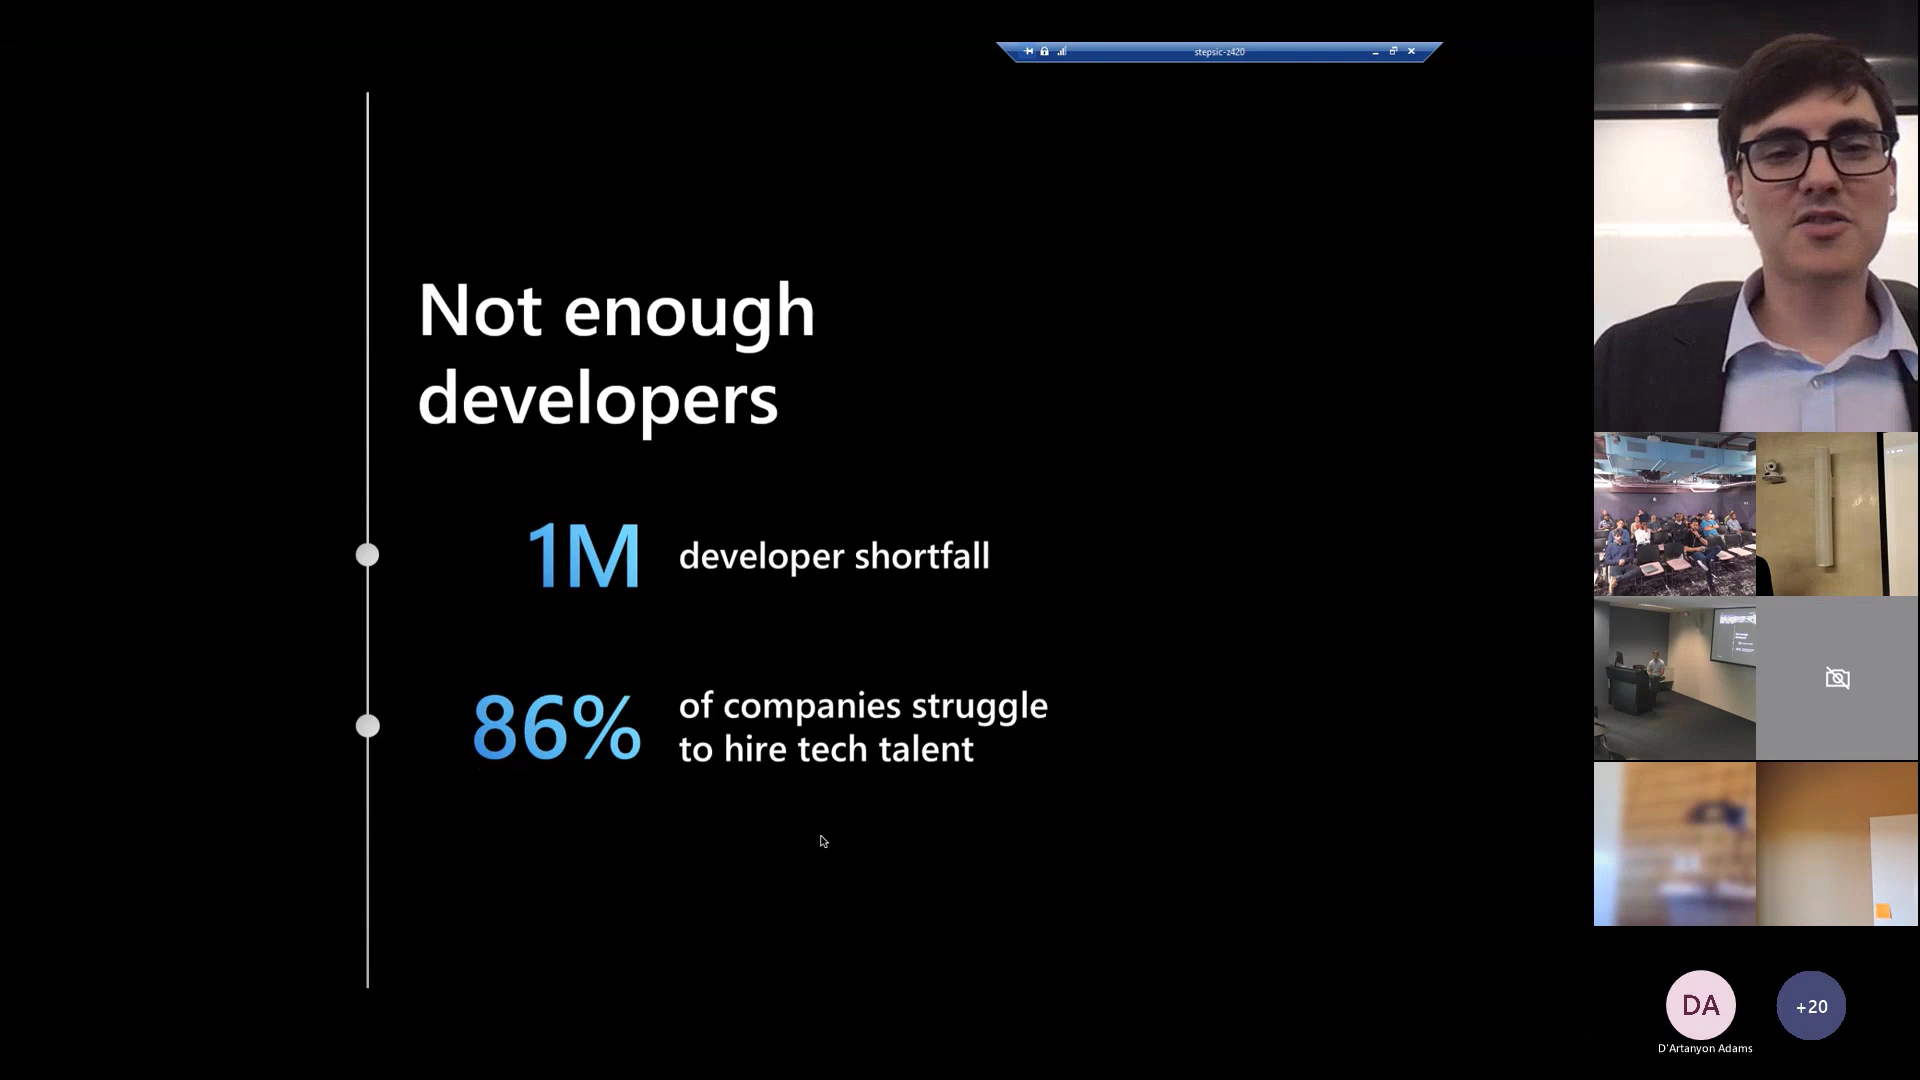 stepsic-z420
Not enough
developers
1M developer shortfall
86% of companies struggle
to hire tech talent
DA
+20
D'Artanyon Adams